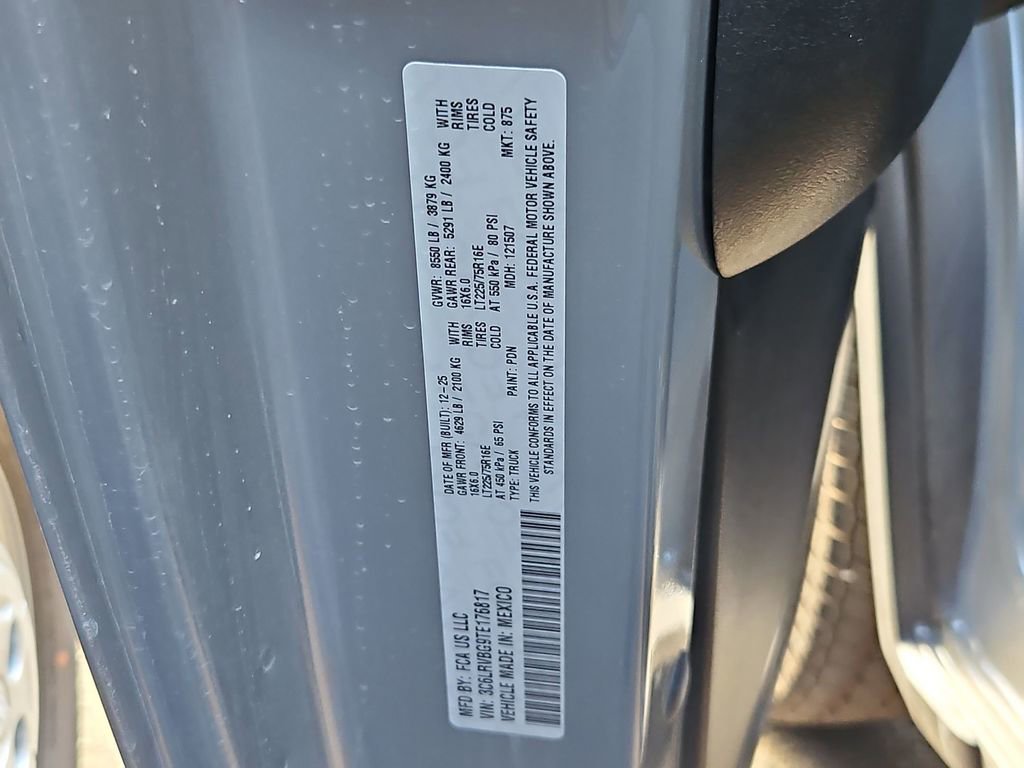 MFD BY: FCA US LLC
DATE OF MFR (BUILT): 12-25
GVWR: 8550 LB / 3879 KG
GAWR FRONT: 4629 LB / 2100 KG WITH
GAWR REAR: 5291 LB / 2400 KG WITH
16X6.0 RIMS
16X6.0 RIMS
LT225/75R16E TIRES
LT225/75R16E TIRES
AT 450 kPa / 65 PSI COLD
AT 550 kPa / 80 PSI COLD
VIN: 3C6LRVBG9TE176817
TYPE: TRUCK PAINT: PDN MDH: 121507 MKT: 875
VEHICLE MADE IN: MEXICO
THIS VEHICLE CONFORMS TO ALL APPLICABLE U.S.A. FEDERAL MOTOR VEHICLE SAFETY
STANDARDS IN EFFECT ON THE DATE OF MANUFACTURE SHOWN ABOVE.